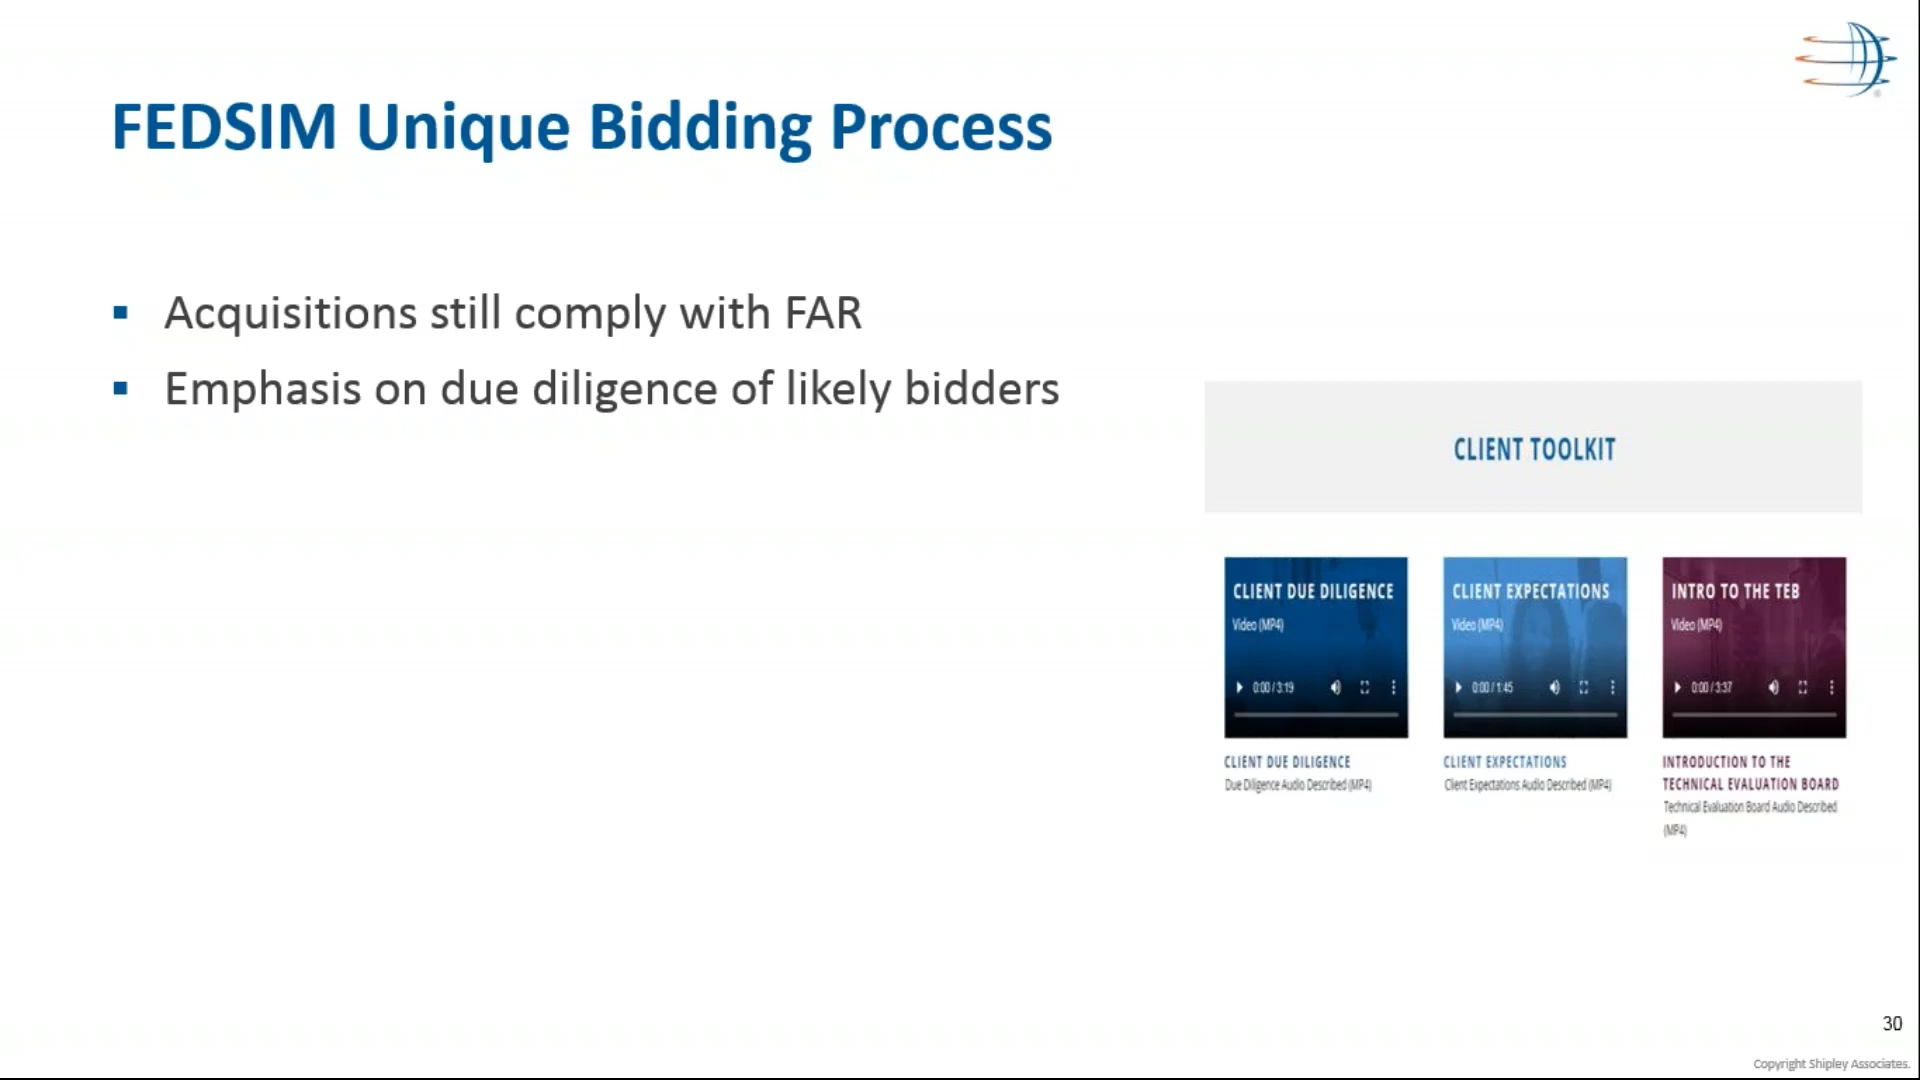 FEDSIM Unique Bidding Process
Acquisitions still comply with FAR
Emphasis on due diligence of likely bidders
CLIENT TOOLKIT
CLIENT DUE DILIGENCE
Video (MP4)
0:00 / 3:19
CLIENT DUE DILIGENCE
Due Diligence Audio Described (MP4)
CLIENT EXPECTATIONS
Video (MP4)
0:00 / 1:45
CLIENT EXPECTATIONS
Client Expectations Audio Described (MP4)
INTRO TO THE TEB
Video (MP4)
0:00 / 3:37
INTRODUCTION TO THE
TECHNICAL EVALUATION BOARD
Technical Evaluation Board Audio Described
(MP4)
30
Copyright Shipley Associates.